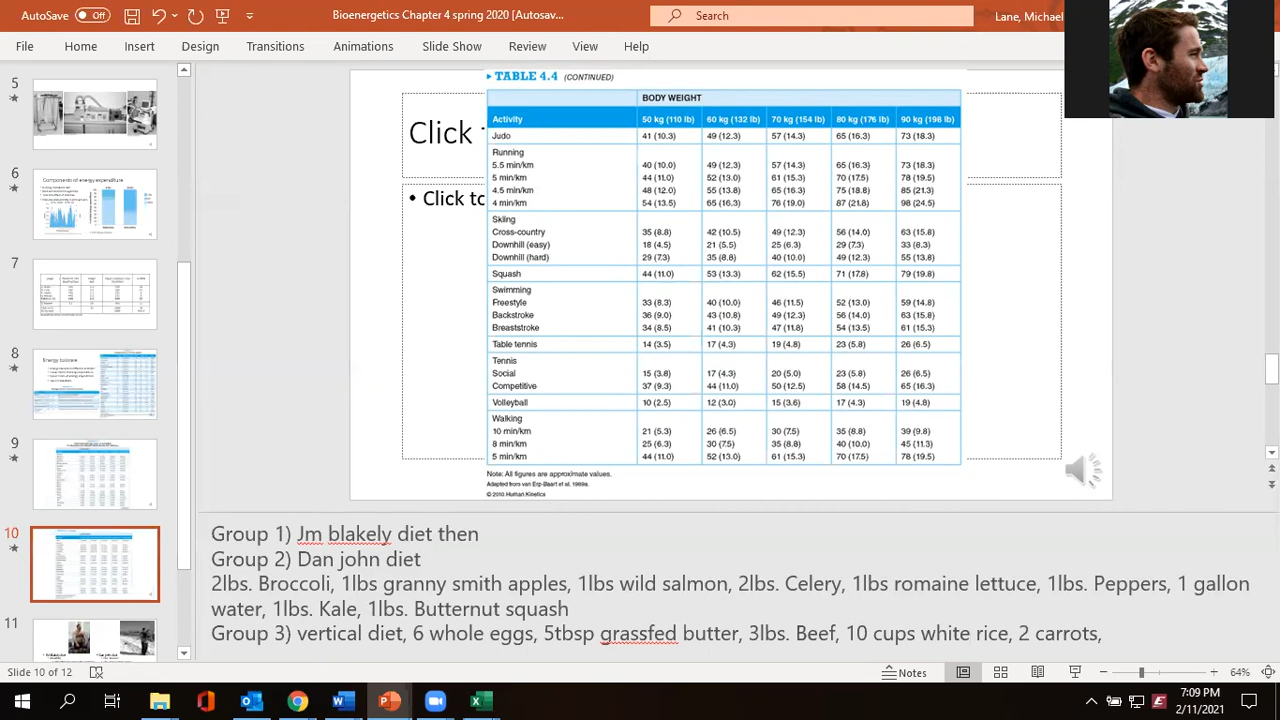 Bioenergetics Chapter 4 spring 2020 [Autosav...
Search
Lane, Michael
File Home Insert Design Transitions Animations Slide Show Review View Help
5
6
Components of energy expenditure
7
8
9
10
11
Click t
• Click to
TABLE 4.4 (CONTINUED)
BODY WEIGHT
Activity 50 kg (110 lb) 60 kg (132 lb) 70 kg (154 lb) 80 kg (176 lb) 90 kg (198 lb)
Judo 41 (10.3) 49 (12.3) 57 (14.3) 65 (16.3) 73 (18.3)
Running
5.5 min/km 40 (10.0) 49 (12.3) 57 (14.3) 65 (16.3) 73 (18.3)
5 min/km 44 (11.0) 52 (13.0) 61 (15.3) 70 (17.5) 78 (19.5)
4.5 min/km 48 (12.0) 55 (13.8) 65 (16.3) 75 (18.8) 85 (21.3)
4 min/km 54 (13.5) 65 (16.3) 76 (19.0) 87 (21.8) 98 (24.5)
Skiing
Cross-country 35 (8.8) 42 (10.5) 49 (12.3) 56 (14.0) 63 (15.8)
Downhill (easy) 18 (4.5) 21 (5.5) 25 (6.3) 29 (7.3) 33 (8.3)
Downhill (hard) 29 (7.3) 35 (8.8) 40 (10.0) 49 (12.3) 55 (13.8)
Squash 44 (11.0) 53 (13.3) 62 (15.5) 71 (17.8) 79 (19.8)
Swimming
Freestyle 33 (8.3) 40 (10.0) 46 (11.5) 52 (13.0) 59 (14.8)
Backstroke 36 (9.0) 43 (10.8) 49 (12.3) 56 (14.0) 63 (15.8)
Breaststroke 34 (8.5) 41 (10.3) 47 (11.8) 54 (13.5) 61 (15.3)
Table tennis 14 (3.5) 17 (4.3) 19 (4.8) 23 (5.8) 26 (6.5)
Tennis
Social 15 (3.8) 17 (4.3) 20 (5.0) 23 (5.8) 26 (6.5)
Competitive 37 (9.3) 44 (11.0) 50 (12.5) 58 (14.5) 65 (16.3)
Volleyball 10 (2.5) 12 (3.0) 15 (3.6) 17 (4.3) 19 (4.8)
Walking
10 min/km 21 (5.3) 26 (6.5) 30 (7.5) 35 (8.8) 39 (9.8)
8 min/km 25 (6.3) 30 (7.5) 35 (8.8) 40 (10.0) 45 (11.3)
5 min/km 44 (11.0) 52 (13.0) 61 (15.3) 70 (17.5) 78 (19.5)
Note: All figures are approximate values.
Adapted from van Erp-Baart et al. 1989a.
© 2010 Human Kinetics
Group 1) Jm blakely diet then
Group 2) Dan john diet
2lbs. Broccoli, 1lbs granny smith apples, 1lbs wild salmon, 2lbs. Celery, 1lbs romaine lettuce, 1lbs. Peppers, 1 gallon
water, 1lbs. Kale, 1lbs. Butternut squash
Group 3) vertical diet, 6 whole eggs, 5tbsp grassfed butter, 3lbs. Beef, 10 cups white rice, 2 carrots,
Slide 10 of 12
Notes
64%
7:09 PM
2/11/2021